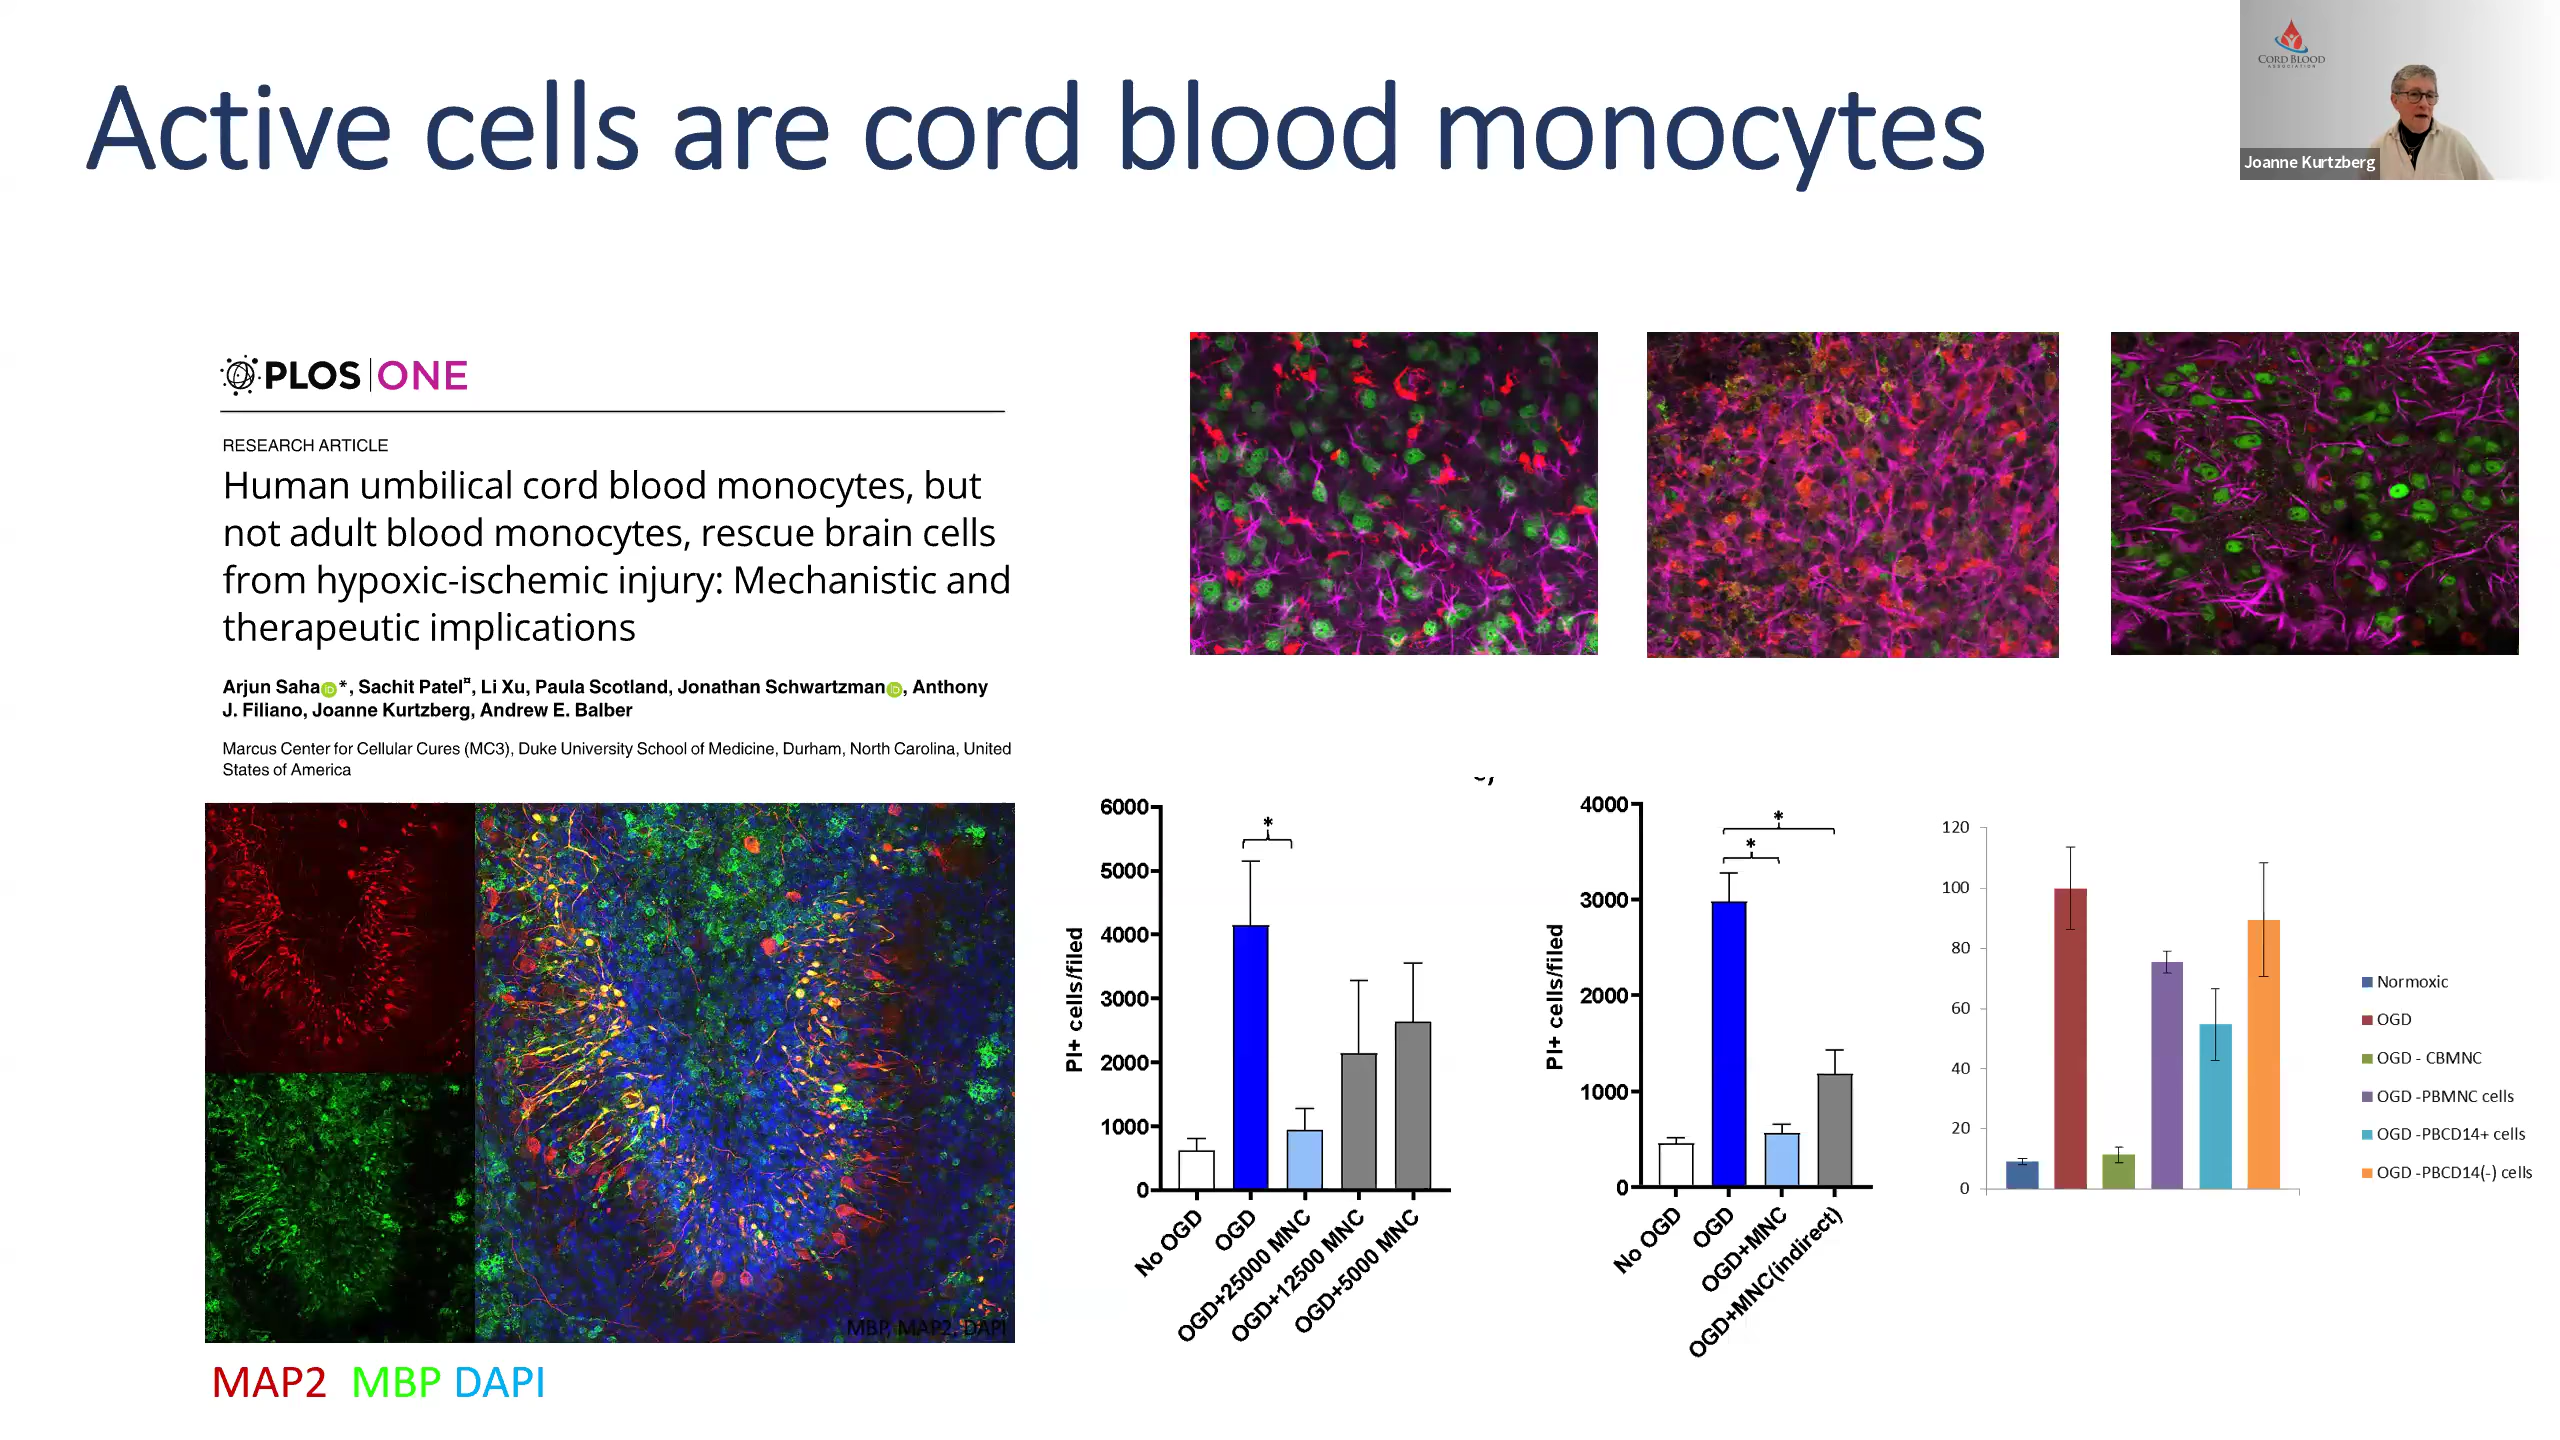 Active cells are cord blood monocytes
CORD BLOOD
ASSOCIATION
Joanne Kurtzberg
PLOS ONE
RESEARCH ARTICLE
Human umbilical cord blood monocytes, but
not adult blood monocytes, rescue brain cells
from hypoxic-ischemic injury: Mechanistic and
therapeutic implications
Arjun Saha iD *, Sachit Patel¤, Li Xu, Paula Scotland, Jonathan Schwartzman iD, Anthony
J. Filiano, Joanne Kurtzberg, Andrew E. Balber
Marcus Center for Cellular Cures (MC3), Duke University School of Medicine, Durham, North Carolina, United
States of America
MBP, MAP2, DAPI
MAP2 MBP DAPI
PI+ cells/filed
6000
5000
4000
3000
2000
1000
0
*
No OGD
OGD
OGD+25000 MNC
OGD+12500 MNC
OGD+5000 MNC
PI+ cells/filed
4000
3000
2000
1000
0
*
*
No OGD
OGD
OGD+MNC
OGD+MNC(indirect)
120
100
80
60
40
20
0
Normoxic
OGD
OGD - CBMNC
OGD -PBMNC cells
OGD -PBCD14+ cells
OGD -PBCD14(-) cells